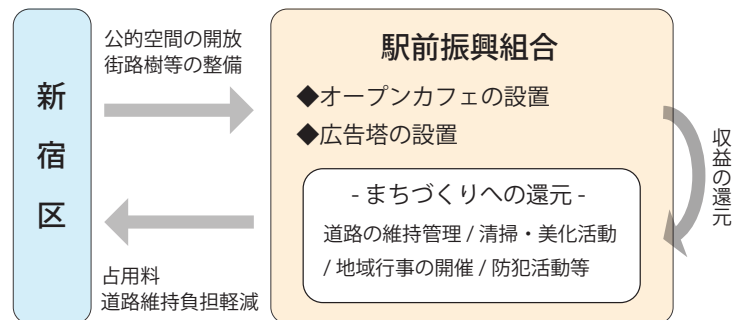 新宿区
公的空間の開放
街路樹等の整備
占用料
道路維持負担軽減
駅前振興組合
◆オープンカフェの設置
◆広告塔の設置
- まちづくりへの還元 -
道路の維持管理 / 清掃・美化活動
/ 地域行事の開催 / 防犯活動等
収益の還元